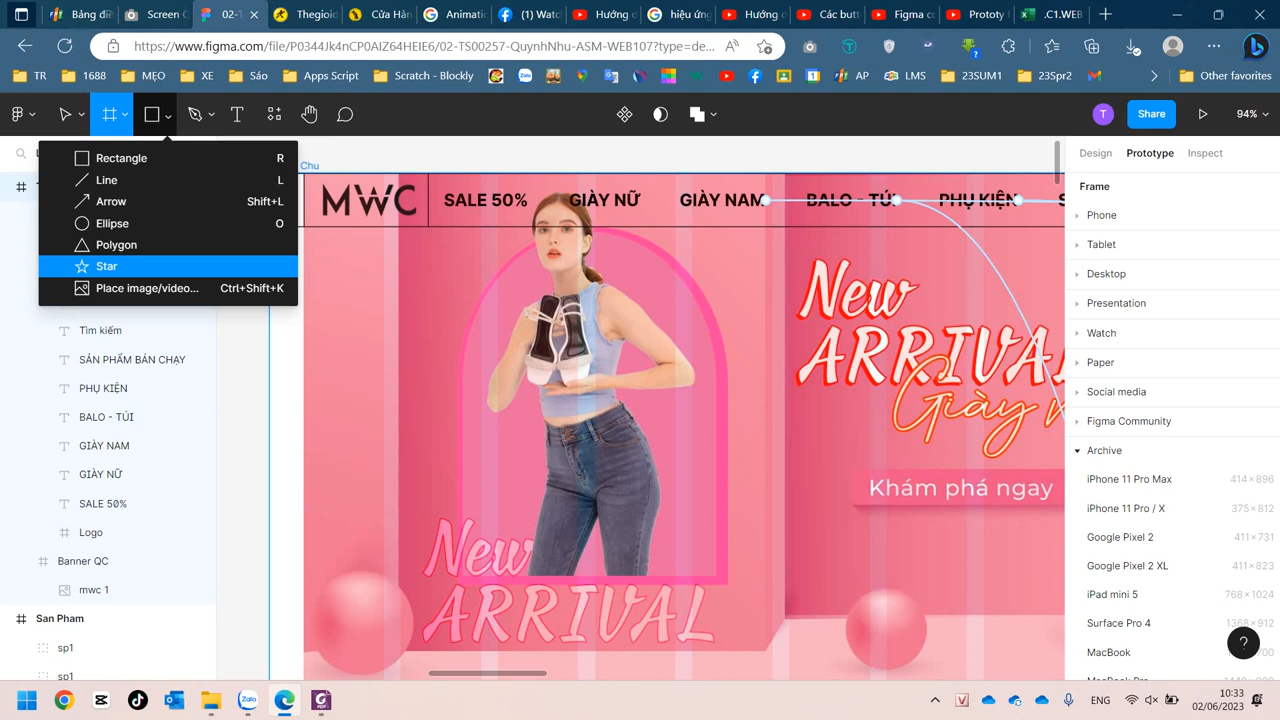 Bảng điể
Screen C
02-T
Thegioid
Cửa Hàn
Animatic
(1) Watc
Hướng d
hiệu ứng
Hướng d
Các butt
Figma co
Prototy
.C1.WEB
https://www.figma.com/file/P0344Jk4nCP0AIZ64HEIE6/02-TS00257-QuynhNhu-ASM-WEB107?type=de...
TR
1688
MẸO
XE
Sáo
Apps Script
Scratch - Blockly
AP
LMS
23SUM1
23Spr2
Other favorites
T
Share
94%
Rectangle R
Line L
Arrow Shift+L
Ellipse O
Polygon
Star
Place image/video... Ctrl+Shift+K
Tìm kiếm
SẢN PHẨM BÁN CHẠY
PHỤ KIỆN
BALO - TÚI
GIÀY NAM
GIÀY NỮ
SALE 50%
Logo
Banner QC
mwc 1
San Pham
sp1
sp1
Chu
MWC
SALE 50%
GIÀY NỮ
GIÀY NAM
BALO - TÚI
PHỤ KIỆN
S
New
ARRIVAL
Giày n
Khám phá ngay
New
ARRIVAL
Design
Prototype
Inspect
Frame
Phone
Tablet
Desktop
Presentation
Watch
Paper
Social media
Figma Community
Archive
iPhone 11 Pro Max 414×896
iPhone 11 Pro / X 375×812
Google Pixel 2 411×731
Google Pixel 2 XL 411×823
iPad mini 5 768×1024
Surface Pro 4 1368×912
MacBook
700
?
ENG
10:33
02/06/2023